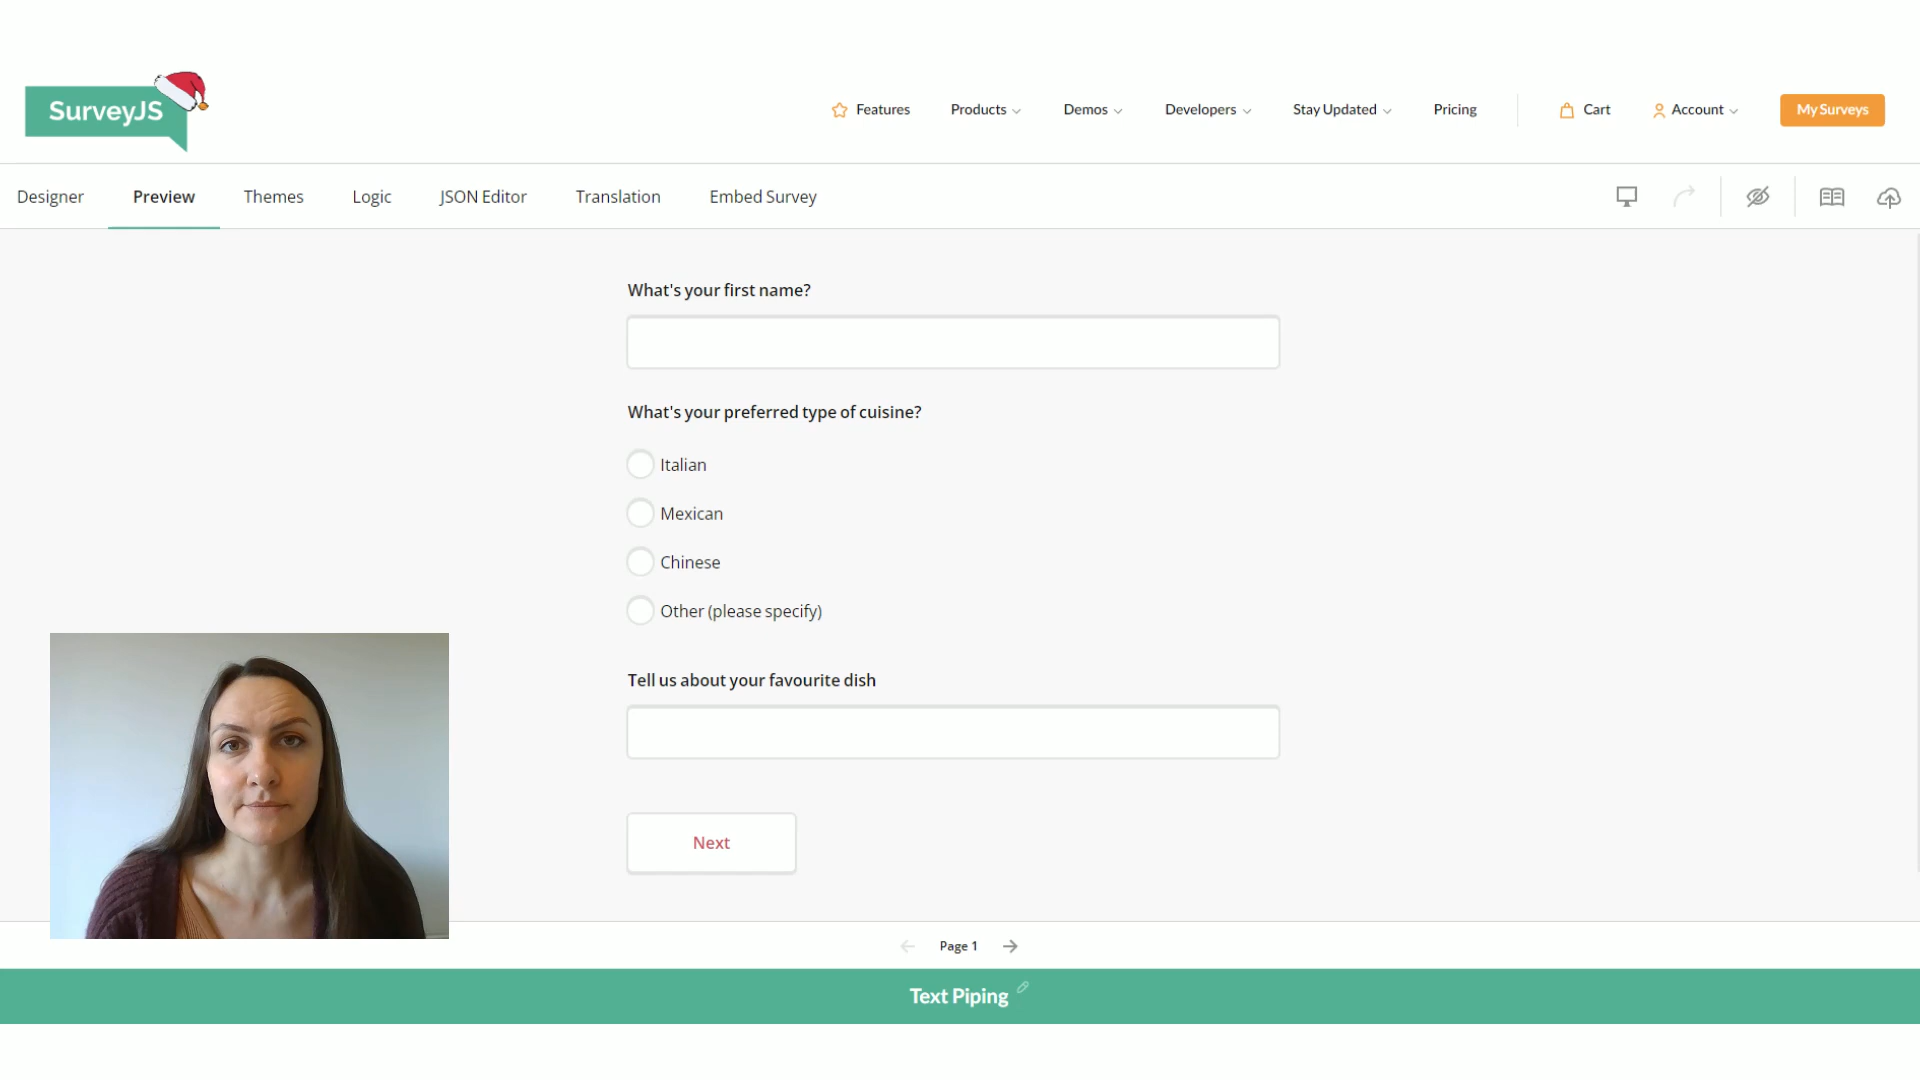 SurveyJS
Features Products Demos Developers Stay Updated Pricing Cart Account My Surveys
Designer Preview Themes Logic JSON Editor Translation Embed Survey
What's your first name?
What's your preferred type of cuisine?
Italian
Mexican
Chinese
Other (please specify)
Tell us about your favourite dish
Next
Page 1
Text Piping